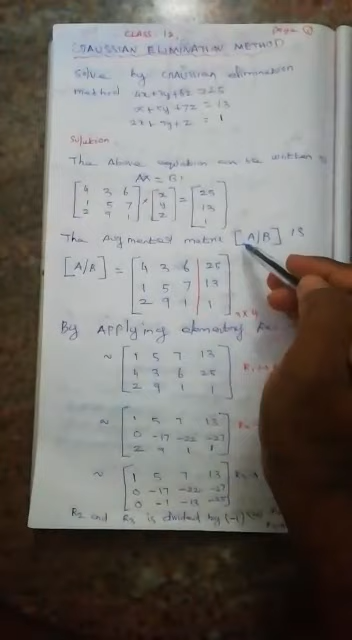 CLASS 12 Page ①
GAUSSIAN ELIMINATION METHOD
Solve by GAUSSIAN elimination
method 4x+3y+6z=25
x+5y+7z=13
2x+9y+z=1
Solution
The Above equation can be written as
AX = B
[4 3 6 [x [25
1 5 7 y = 13
2 9 1] z] 1]
The Augmented matrix [A/B] is
[A/B] = [4 3 6 | 25
1 5 7 | 13
2 9 1 | 1] 3x4
By Applying elementary
~ [1 5 7 13
4 3 6 25
2 9 1 1]
~ [1 5 7 13
0 -17 -22 -27
2 9 1 1]
~ [1 5 7 13
0 -17 -22 -27
0 -1 -13 -25]
R2 and R3 is divided by (-1)